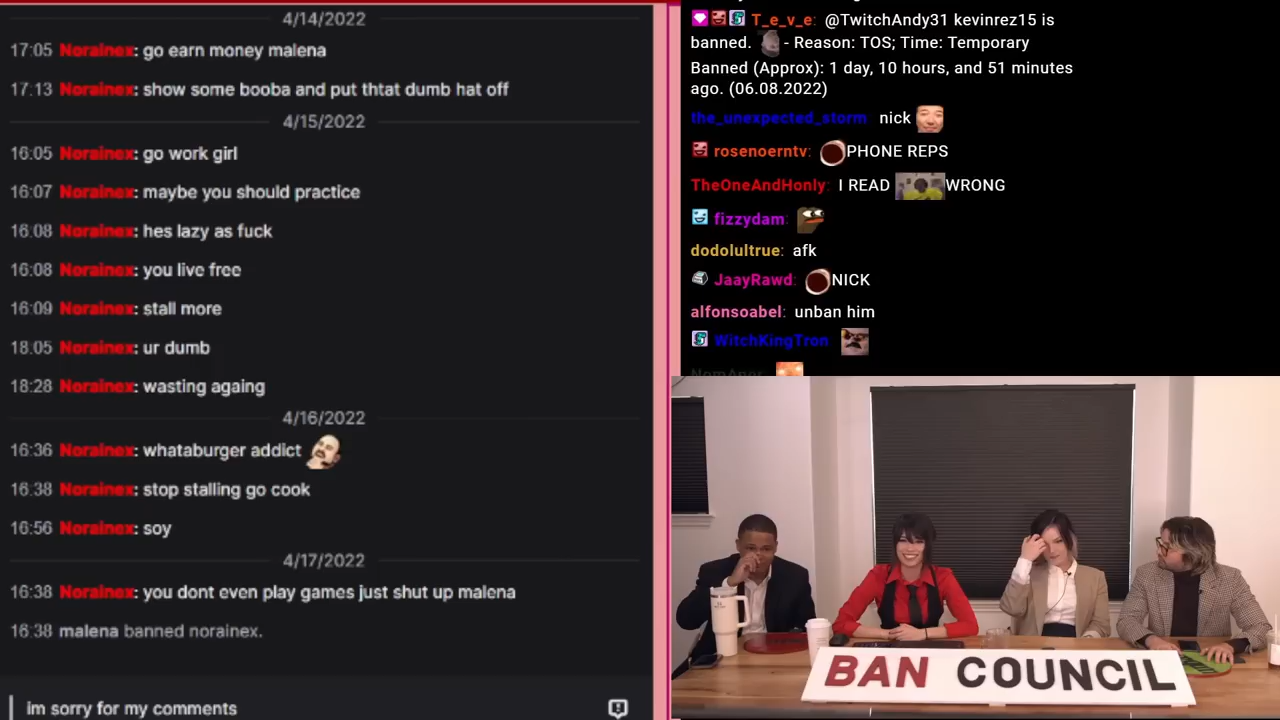 4/14/2022
17:05 Norainex: go earn money malena
17:13 Norainex: show some booba and put thtat dumb hat off
4/15/2022
16:05 Norainex: go work girl
16:07 Norainex: maybe you should practice
16:08 Norainex: hes lazy as fuck
16:08 Norainex: you live free
16:09 Norainex: stall more
18:05 Norainex: ur dumb
18:28 Norainex: wasting againg
4/16/2022
16:36 Norainex: whataburger addict
16:38 Norainex: stop stalling go cook
16:56 Norainex: soy
4/17/2022
16:38 Norainex: you dont even play games just shut up malena
16:38 malena banned norainex.
im sorry for my comments
T_e_v_e: @TwitchAndy31 kevinrez15 is
banned. - Reason: TOS; Time: Temporary
Banned (Approx): 1 day, 10 hours, and 51 minutes
ago. (06.08.2022)
the_unexpected_storm nick
rosenoerntv: PHONE REPS
TheOneAndHonly: I READ WRONG
fizzydam:
dodolultrue: afk
JaayRawd: NICK
alfonsoabel: unban him
WitchKingTron
BAN COUNCIL